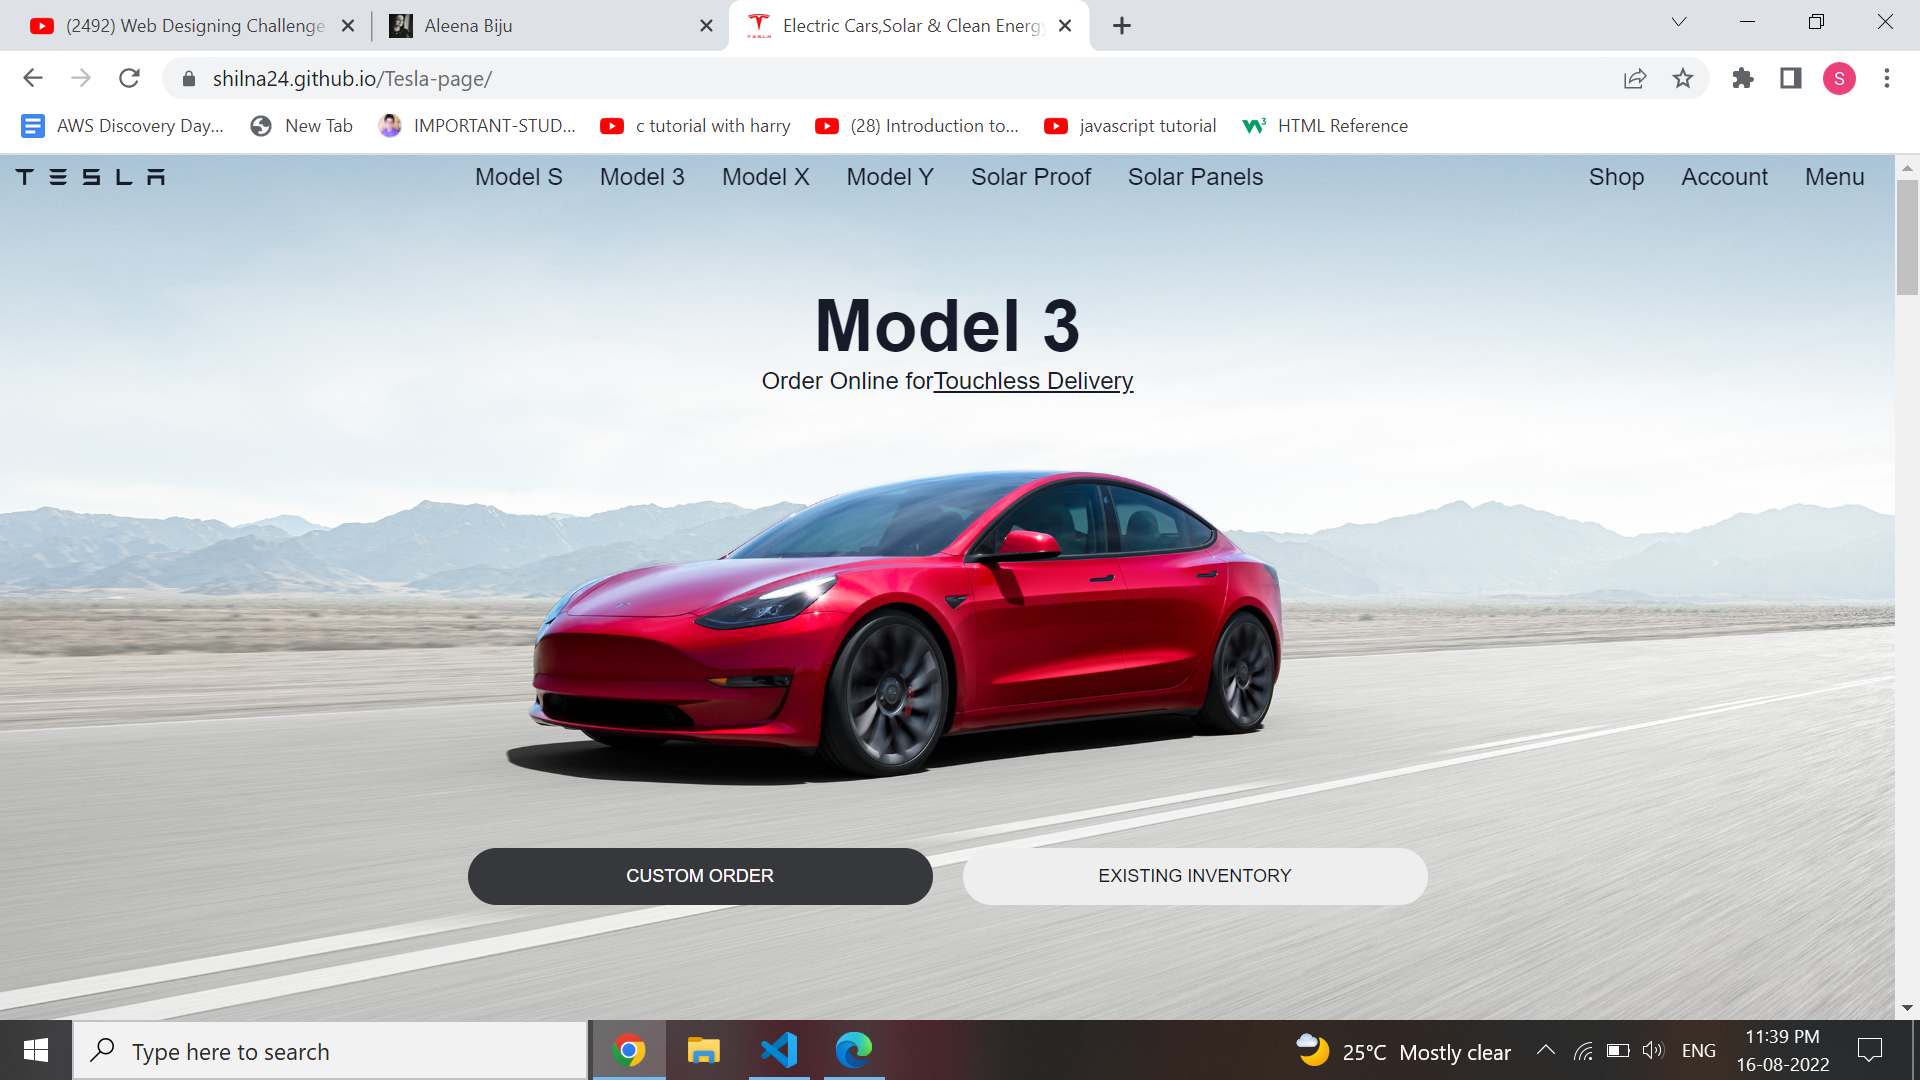 (2492) Web Designing Challenge
Aleena Biju
Electric Cars,Solar & Clean Energy
shilna24.github.io/Tesla-page/
S
AWS Discovery Day...
New Tab
IMPORTANT-STUD...
c tutorial with harry
(28) Introduction to...
javascript tutorial
HTML Reference
TESLA
Model S
Model 3
Model X
Model Y
Solar Proof
Solar Panels
Shop
Account
Menu
Model 3
Order Online forTouchless Delivery
CUSTOM ORDER
EXISTING INVENTORY
Type here to search
25°C Mostly clear
ENG
11:39 PM
16-08-2022